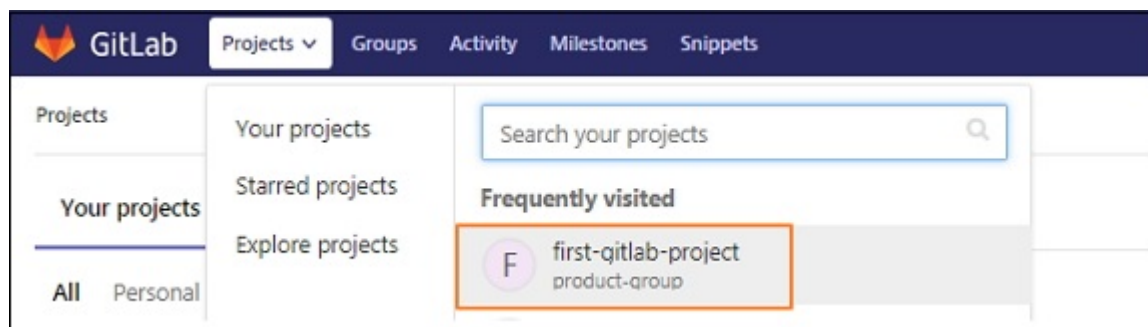 GitLab Projects Groups Activity Milestones Snippets
Projects
Your projects
Starred projects
Explore projects
Search your projects
Frequently visited
F
first-gitlab-project
product-group
Your projects
All Personal